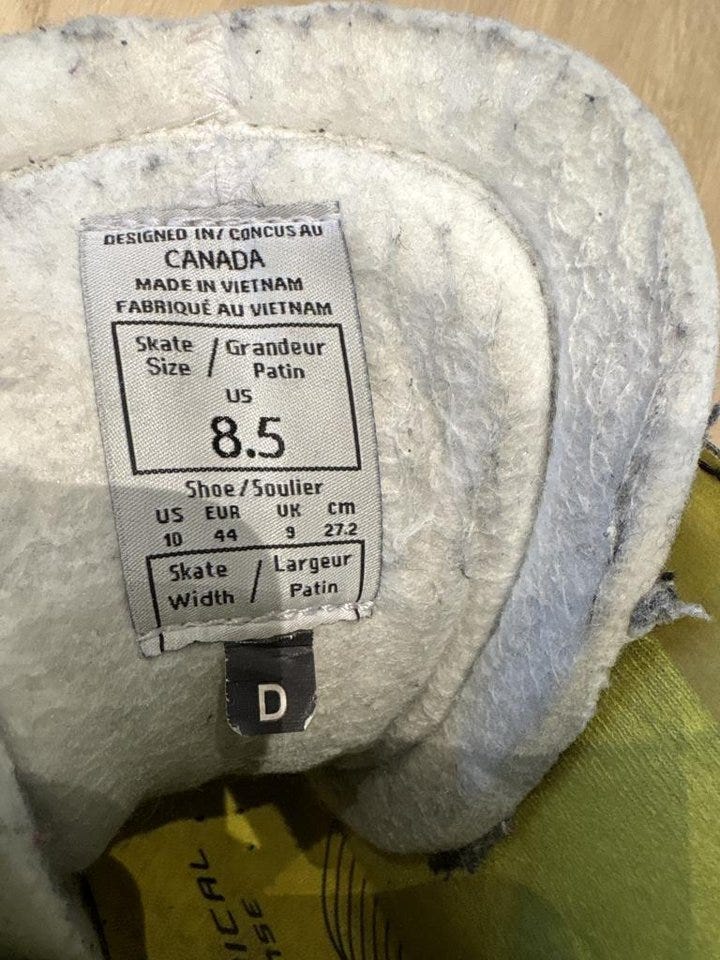 DESIGNED IN/ CONCUS AU
CANADA
MADE IN VIETNAM
FABRIQUÉ AU VIETNAM
Skate / Grandeur
Size Patin
US
8.5
Shoe/Soulier
US EUR UK cm
10 44 9 27.2
Skate / Largeur
Width Patin
D